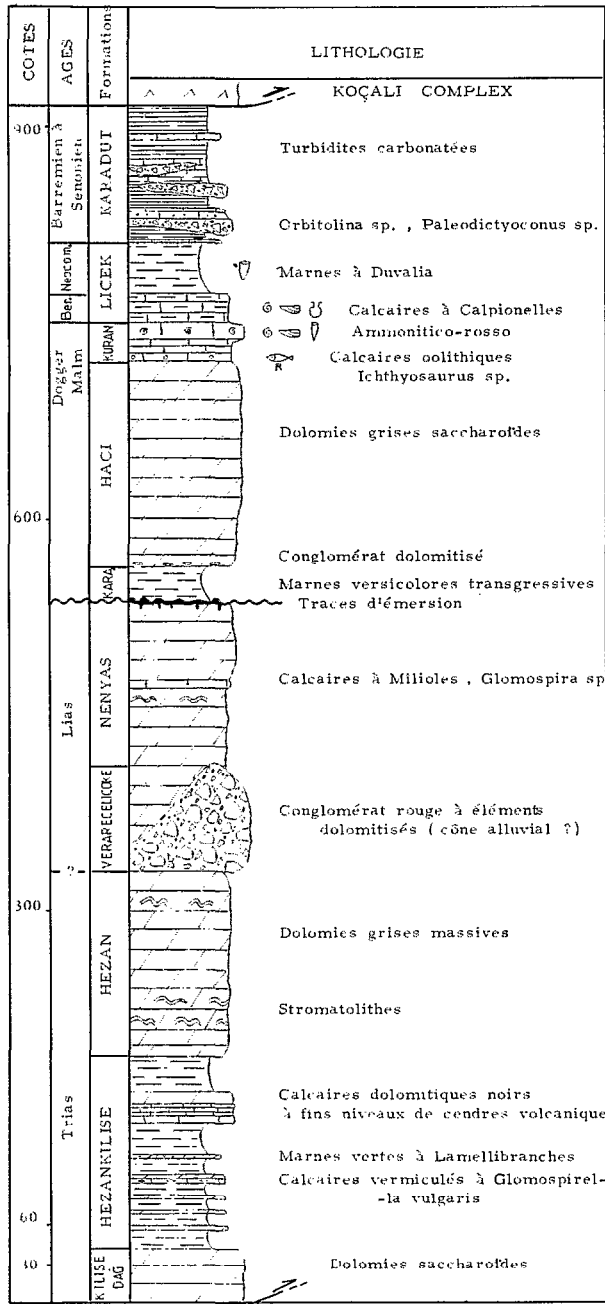 COTES
AGES
Formations
LITHOLOGIE
KOÇALI COMPLEX
900
Barremien à
Senonien
KARADUT
Turbidites carbonatées
Orbitolina sp. , Paleodictyoconus sp.
Neocom.
LICEK
Marnes à Duvalia
Ber.
Calcaires à Calpionelles
Dogger
Malm
KURAN
Ammonitico-rosso
R
Calcaires oolithiques
Ichthyosaurus sp.
HACI
Dolomies grises saccharoïdes
600
Conglomérat dolomitisé
KARA
Marnes versicolores transgressives
Traces d'émersion
Lias
NENYAS
Calcaires à Milioles , Glomospira sp
VERARECELICOKE
Conglomérat rouge à éléments
dolomitisés ( cône alluvial ?)
?
300
HEZAN
Dolomies grises massives
Stromatolithes
Trias
HEZANKILISE
Calcaires dolomitiques noirs
à fins niveaux de cendres volcanique
Marnes vertes à Lamellibranches
Calcaires vermiculés à Glomospirel-
-la vulgaris
60
KILISE
DAĞ
Dolomies saccharoïdes